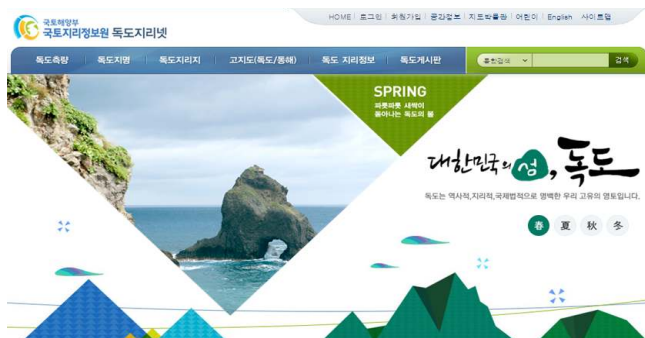 국토해양부
국토지리정보원 독도지리넷
HOME 로그인 회원가입 공간정보 지도박물관 어린이 English 사이트맵
독도측량 독도지명 독도지리지 고지도(독도/동해) 독도 지리정보 독도게시판
통합검색 검색
SPRING
파릇파릇 새싹이
돋아나는 독도의 봄
대한민국의 섬, 독도
독도는 역사적,지리적,국제법적으로 명백한 우리 고유의 영토입니다.
春 夏 秋 冬